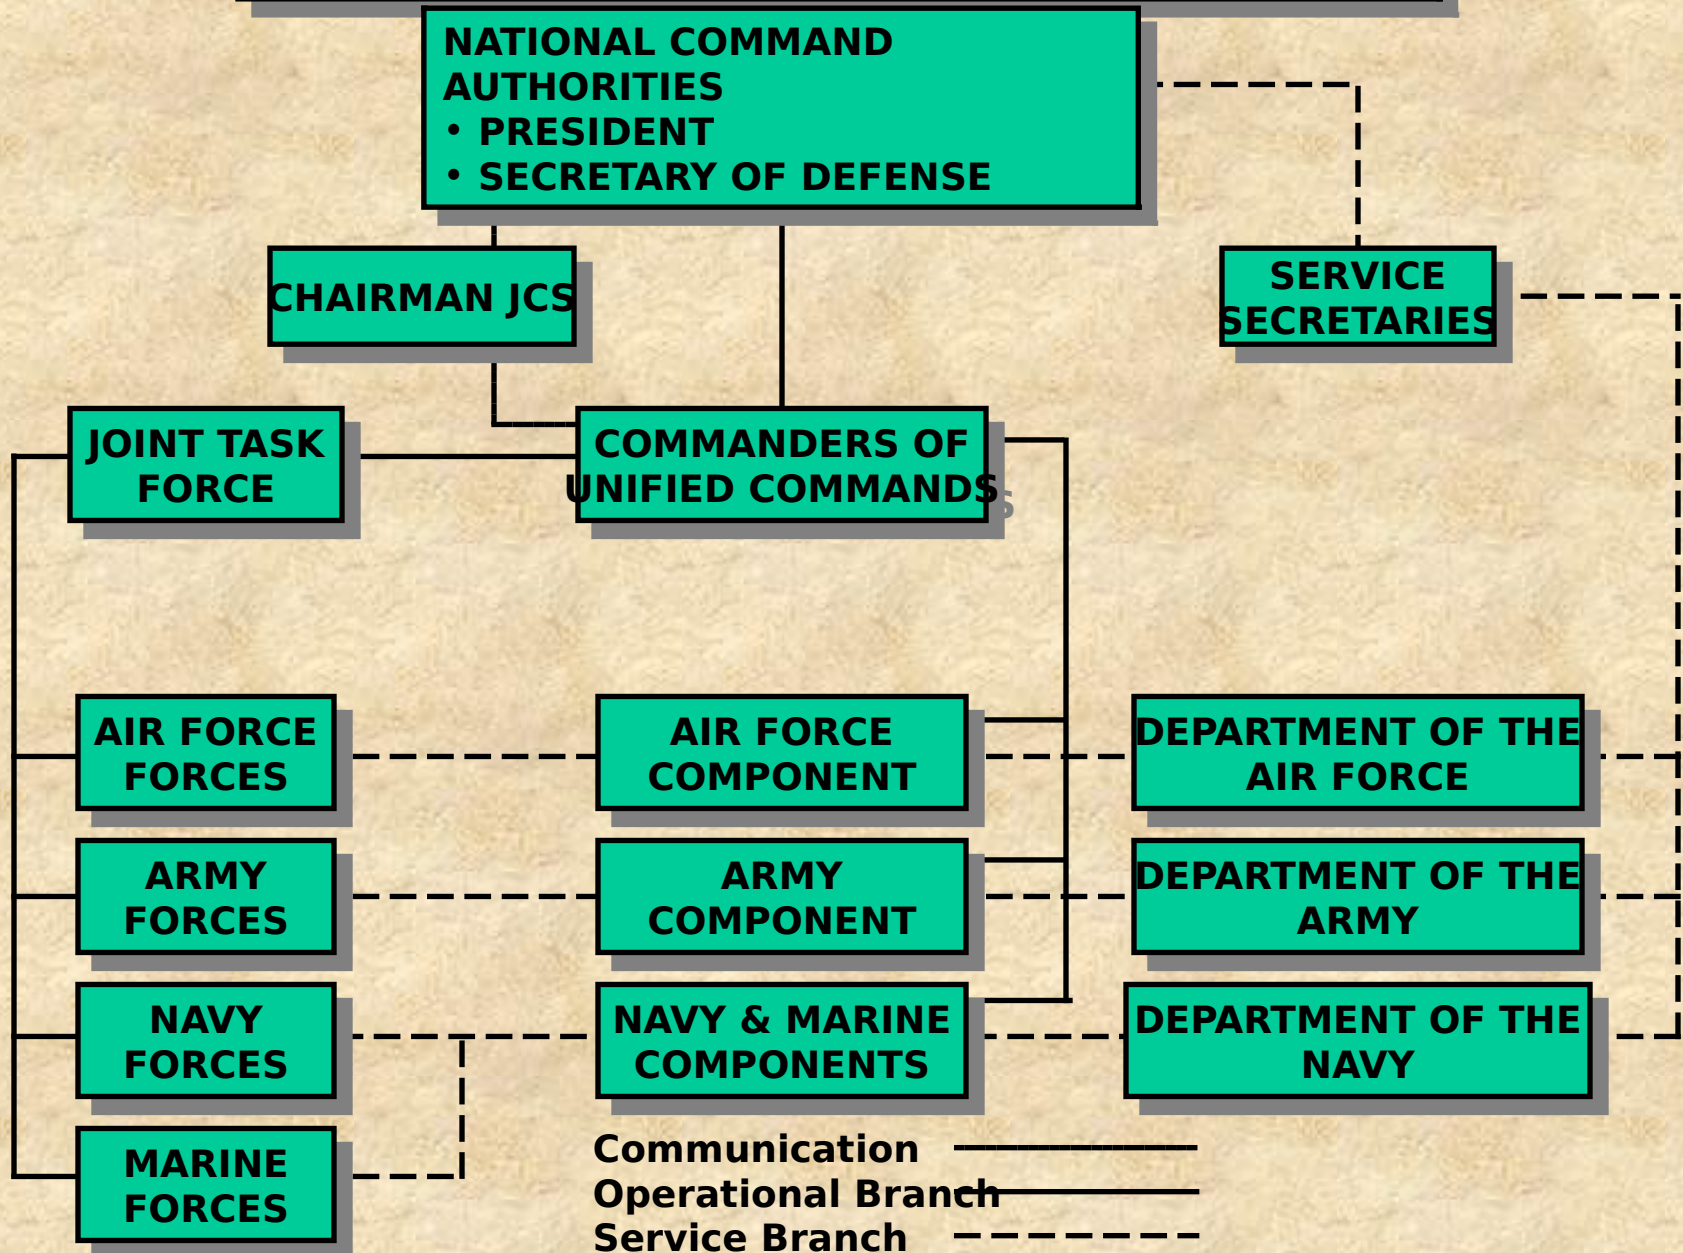 NATIONAL COMMAND
AUTHORITIES
• PRESIDENT
• SECRETARY OF DEFENSE
CHAIRMAN JCS
SERVICE
SECRETARIES
JOINT TASK
FORCE
COMMANDERS OF
UNIFIED COMMANDS
AIR FORCE
FORCES
AIR FORCE
COMPONENT
DEPARTMENT OF THE
AIR FORCE
ARMY
FORCES
ARMY
COMPONENT
DEPARTMENT OF THE
ARMY
NAVY
FORCES
NAVY & MARINE
COMPONENTS
DEPARTMENT OF THE
NAVY
MARINE
FORCES
Communication
Operational Branch
Service Branch